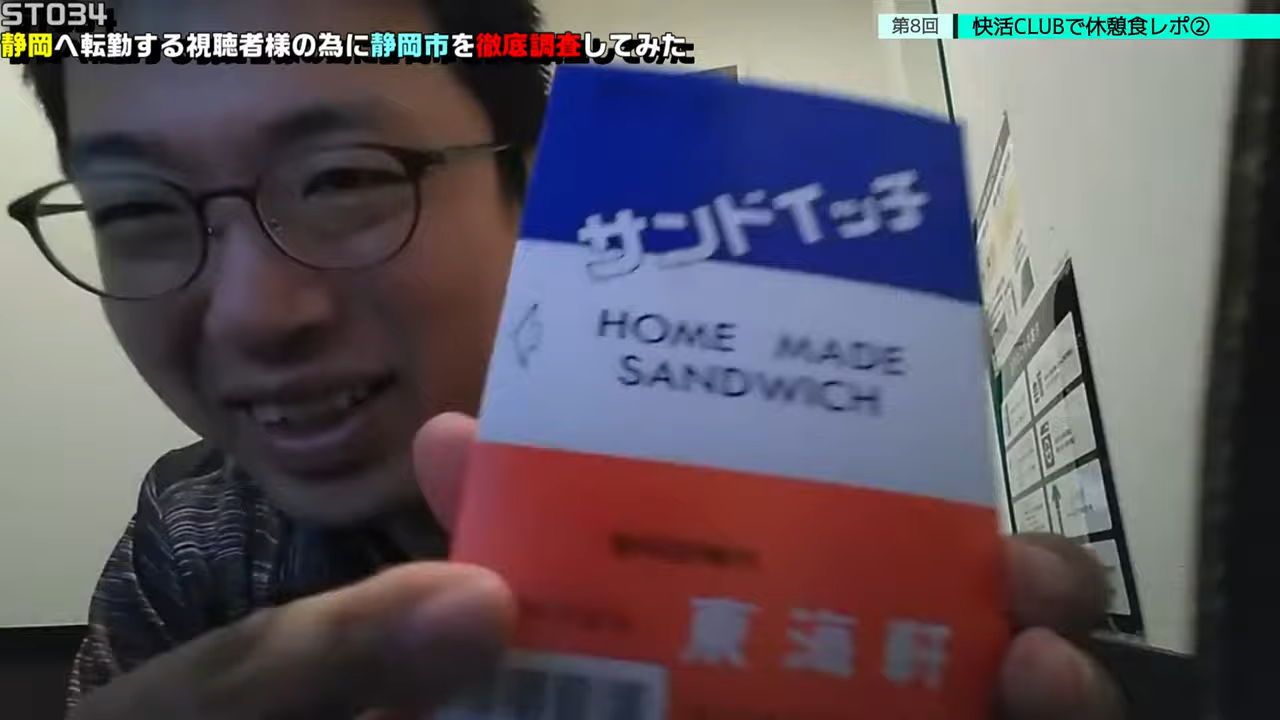 STO34
静岡へ転勤する視聴者様の為に静岡市を徹底調査してみた
第8回 快活CLUBで休憩食レポ②
サンドイッチ
HOME MADE
SANDWICH
東海軒